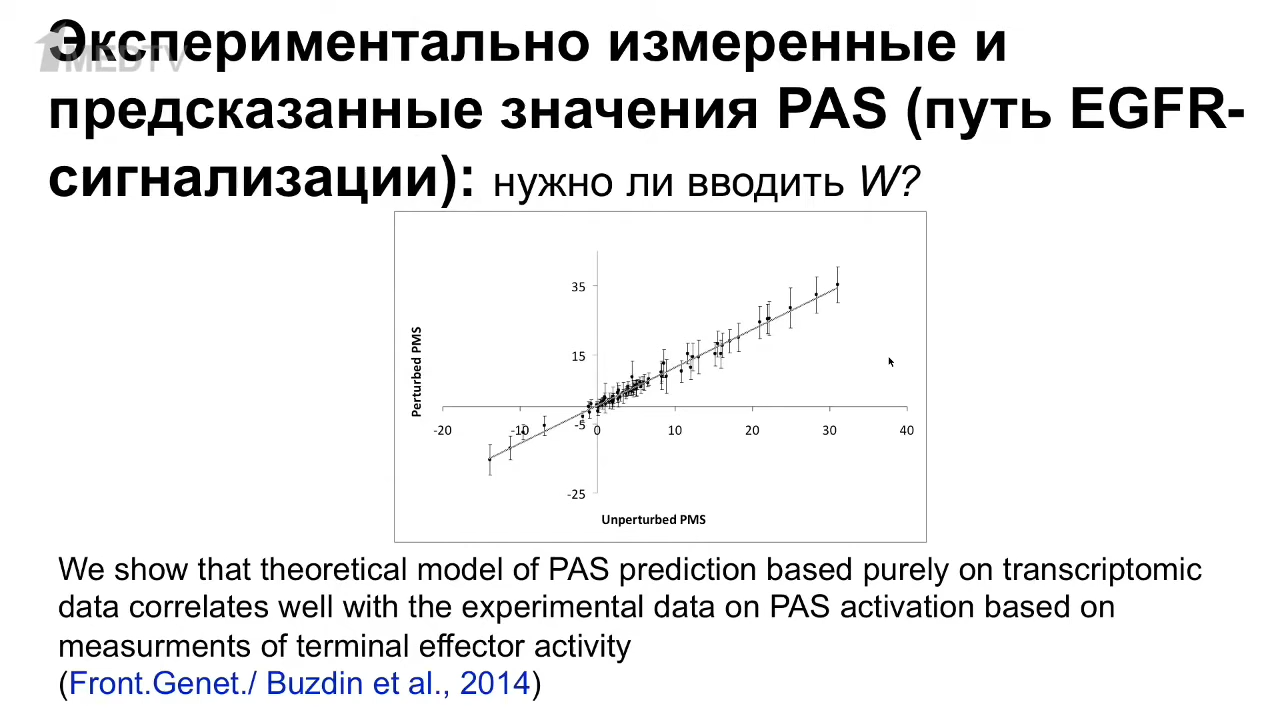 MEDTV
Экспериментально измеренные и
предсказанные значения PAS (путь EGFR-
сигнализации): нужно ли вводить W?
35
15
-5
-25
-20
-10
0
10
20
30
40
Perturbed PMS
Unperturbed PMS
We show that theoretical model of PAS prediction based purely on transcriptomic
data correlates well with the experimental data on PAS activation based on
measurments of terminal effector activity
(Front.Genet./ Buzdin et al., 2014)